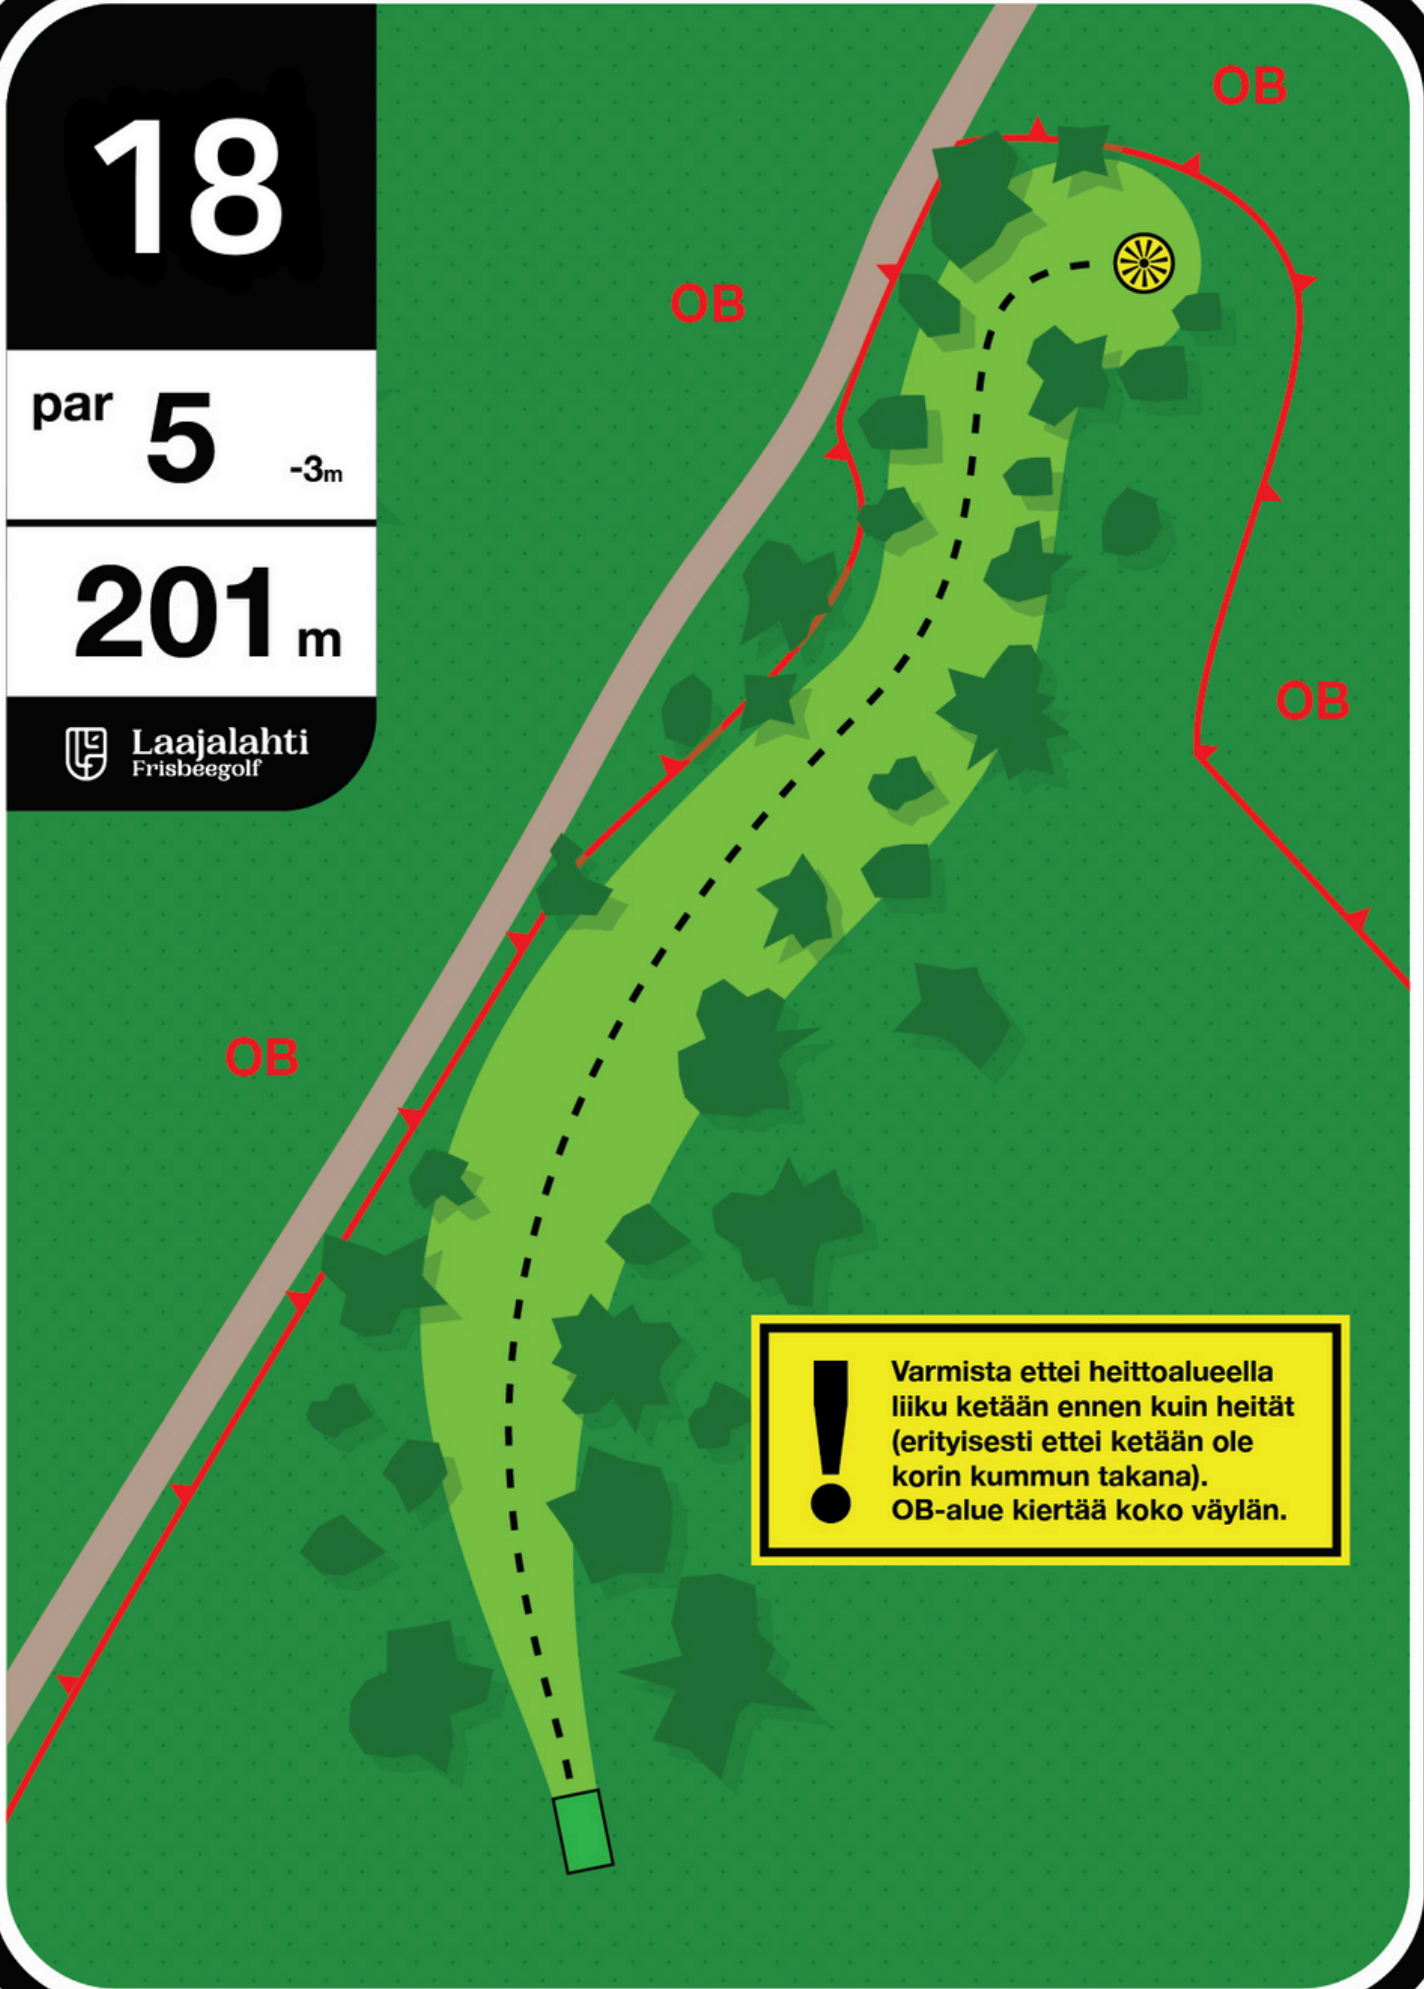 18
par 5 -3m
201 m
Laajalahti
Frisbeegolf
OB
OB
OB
OB
Varmista ettei heittoalueella
liiku ketään ennen kuin heität
(erityisesti ettei ketään ole
korin kummun takana).
OB-alue kiertää koko väylän.